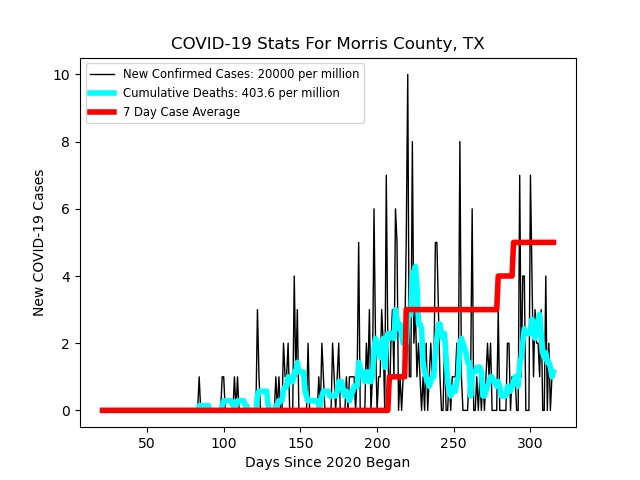 COVID-19 Stats For Morris County, TX
New Confirmed Cases: 20000 per million
Cumulative Deaths: 403.6 per million
7 Day Case Average
New COVID-19 Cases
10
8
6
4
2
0
50 100 150 200 250 300
Days Since 2020 Began